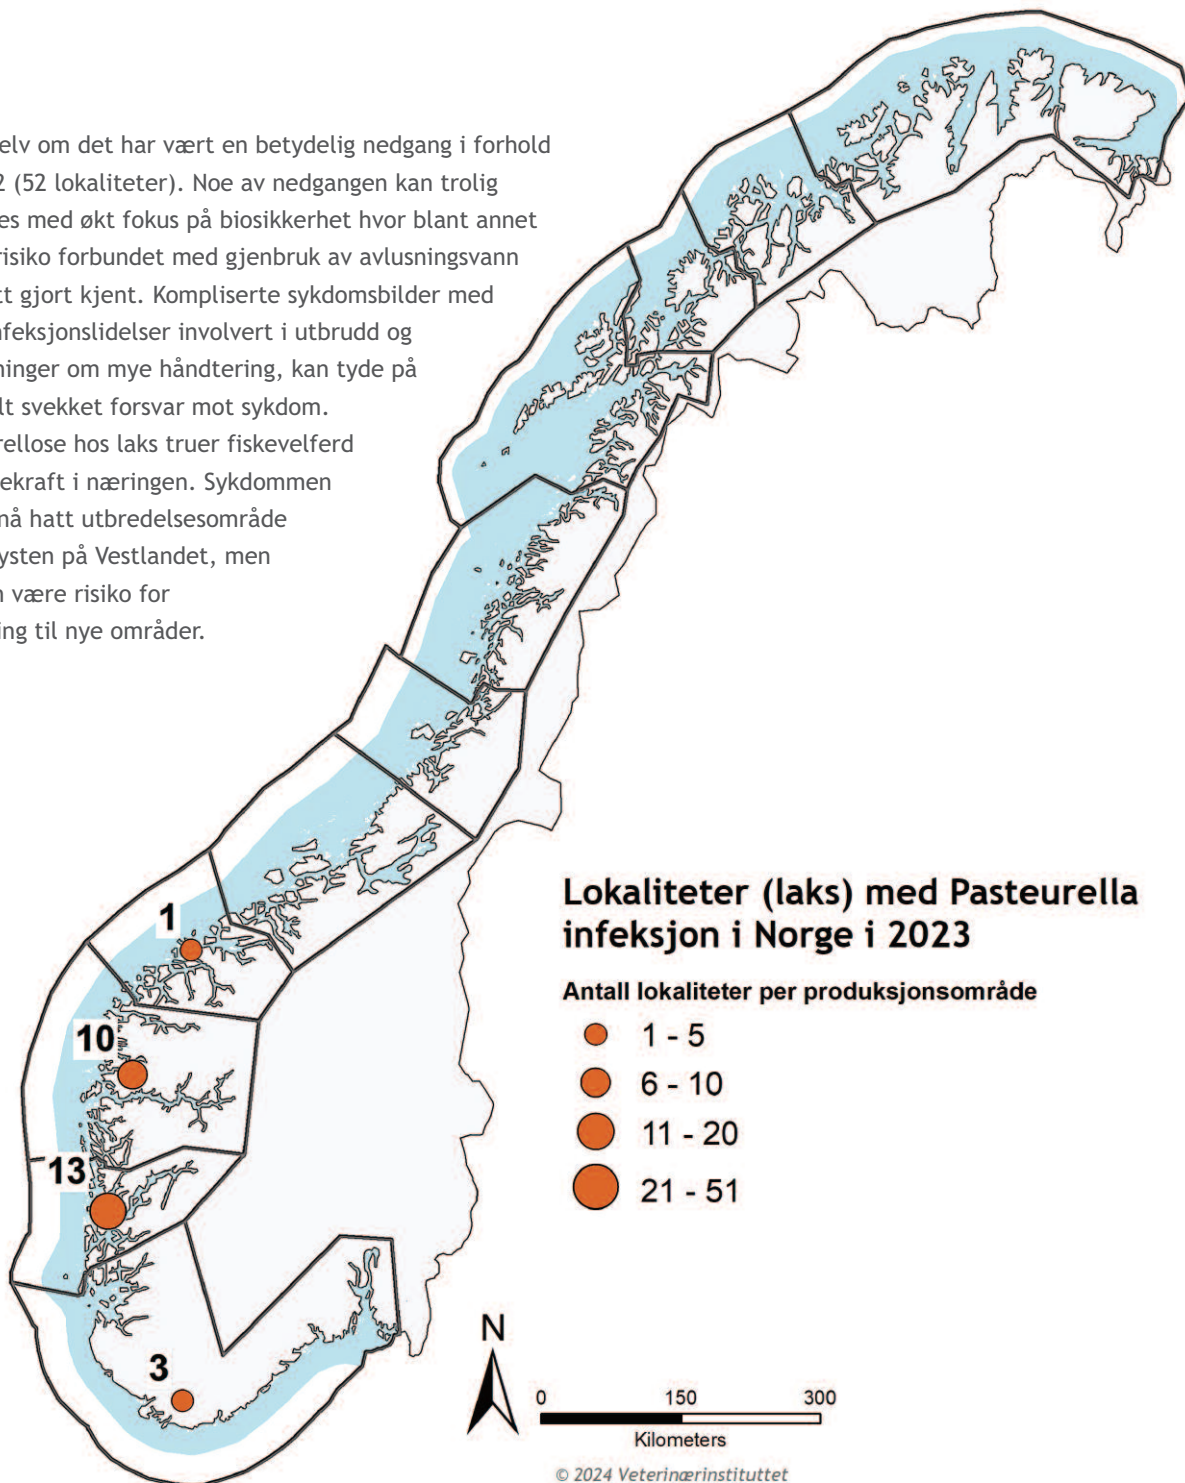 elv om det har vært en betydelig nedgang i forhold
2 (52 lokaliteter). Noe av nedgangen kan trolig
es med økt fokus på biosikkerhet hvor blant annet
risiko forbundet med gjenbruk av avlusningsvann
tt gjort kjent. Kompliserte sykdomsbilder med
nfeksjonslidelser involvert i utbrudd og
ninger om mye håndtering, kan tyde på
lt svekket forsvar mot sykdom.
rellose hos laks truer fiskevelferd
ekraft i næringen. Sykdommen
nå hatt utbredelsesområde
ysten på Vestlandet, men
n være risiko for
ing til nye områder.
1
10
13
3
Lokaliteter (laks) med Pasteurella
infeksjon i Norge i 2023
Antall lokaliteter per produksjonsområde
1 - 5
6 - 10
11 - 20
21 - 51
N
0 150 300
Kilometers
© 2024 Veterinærinstituttet